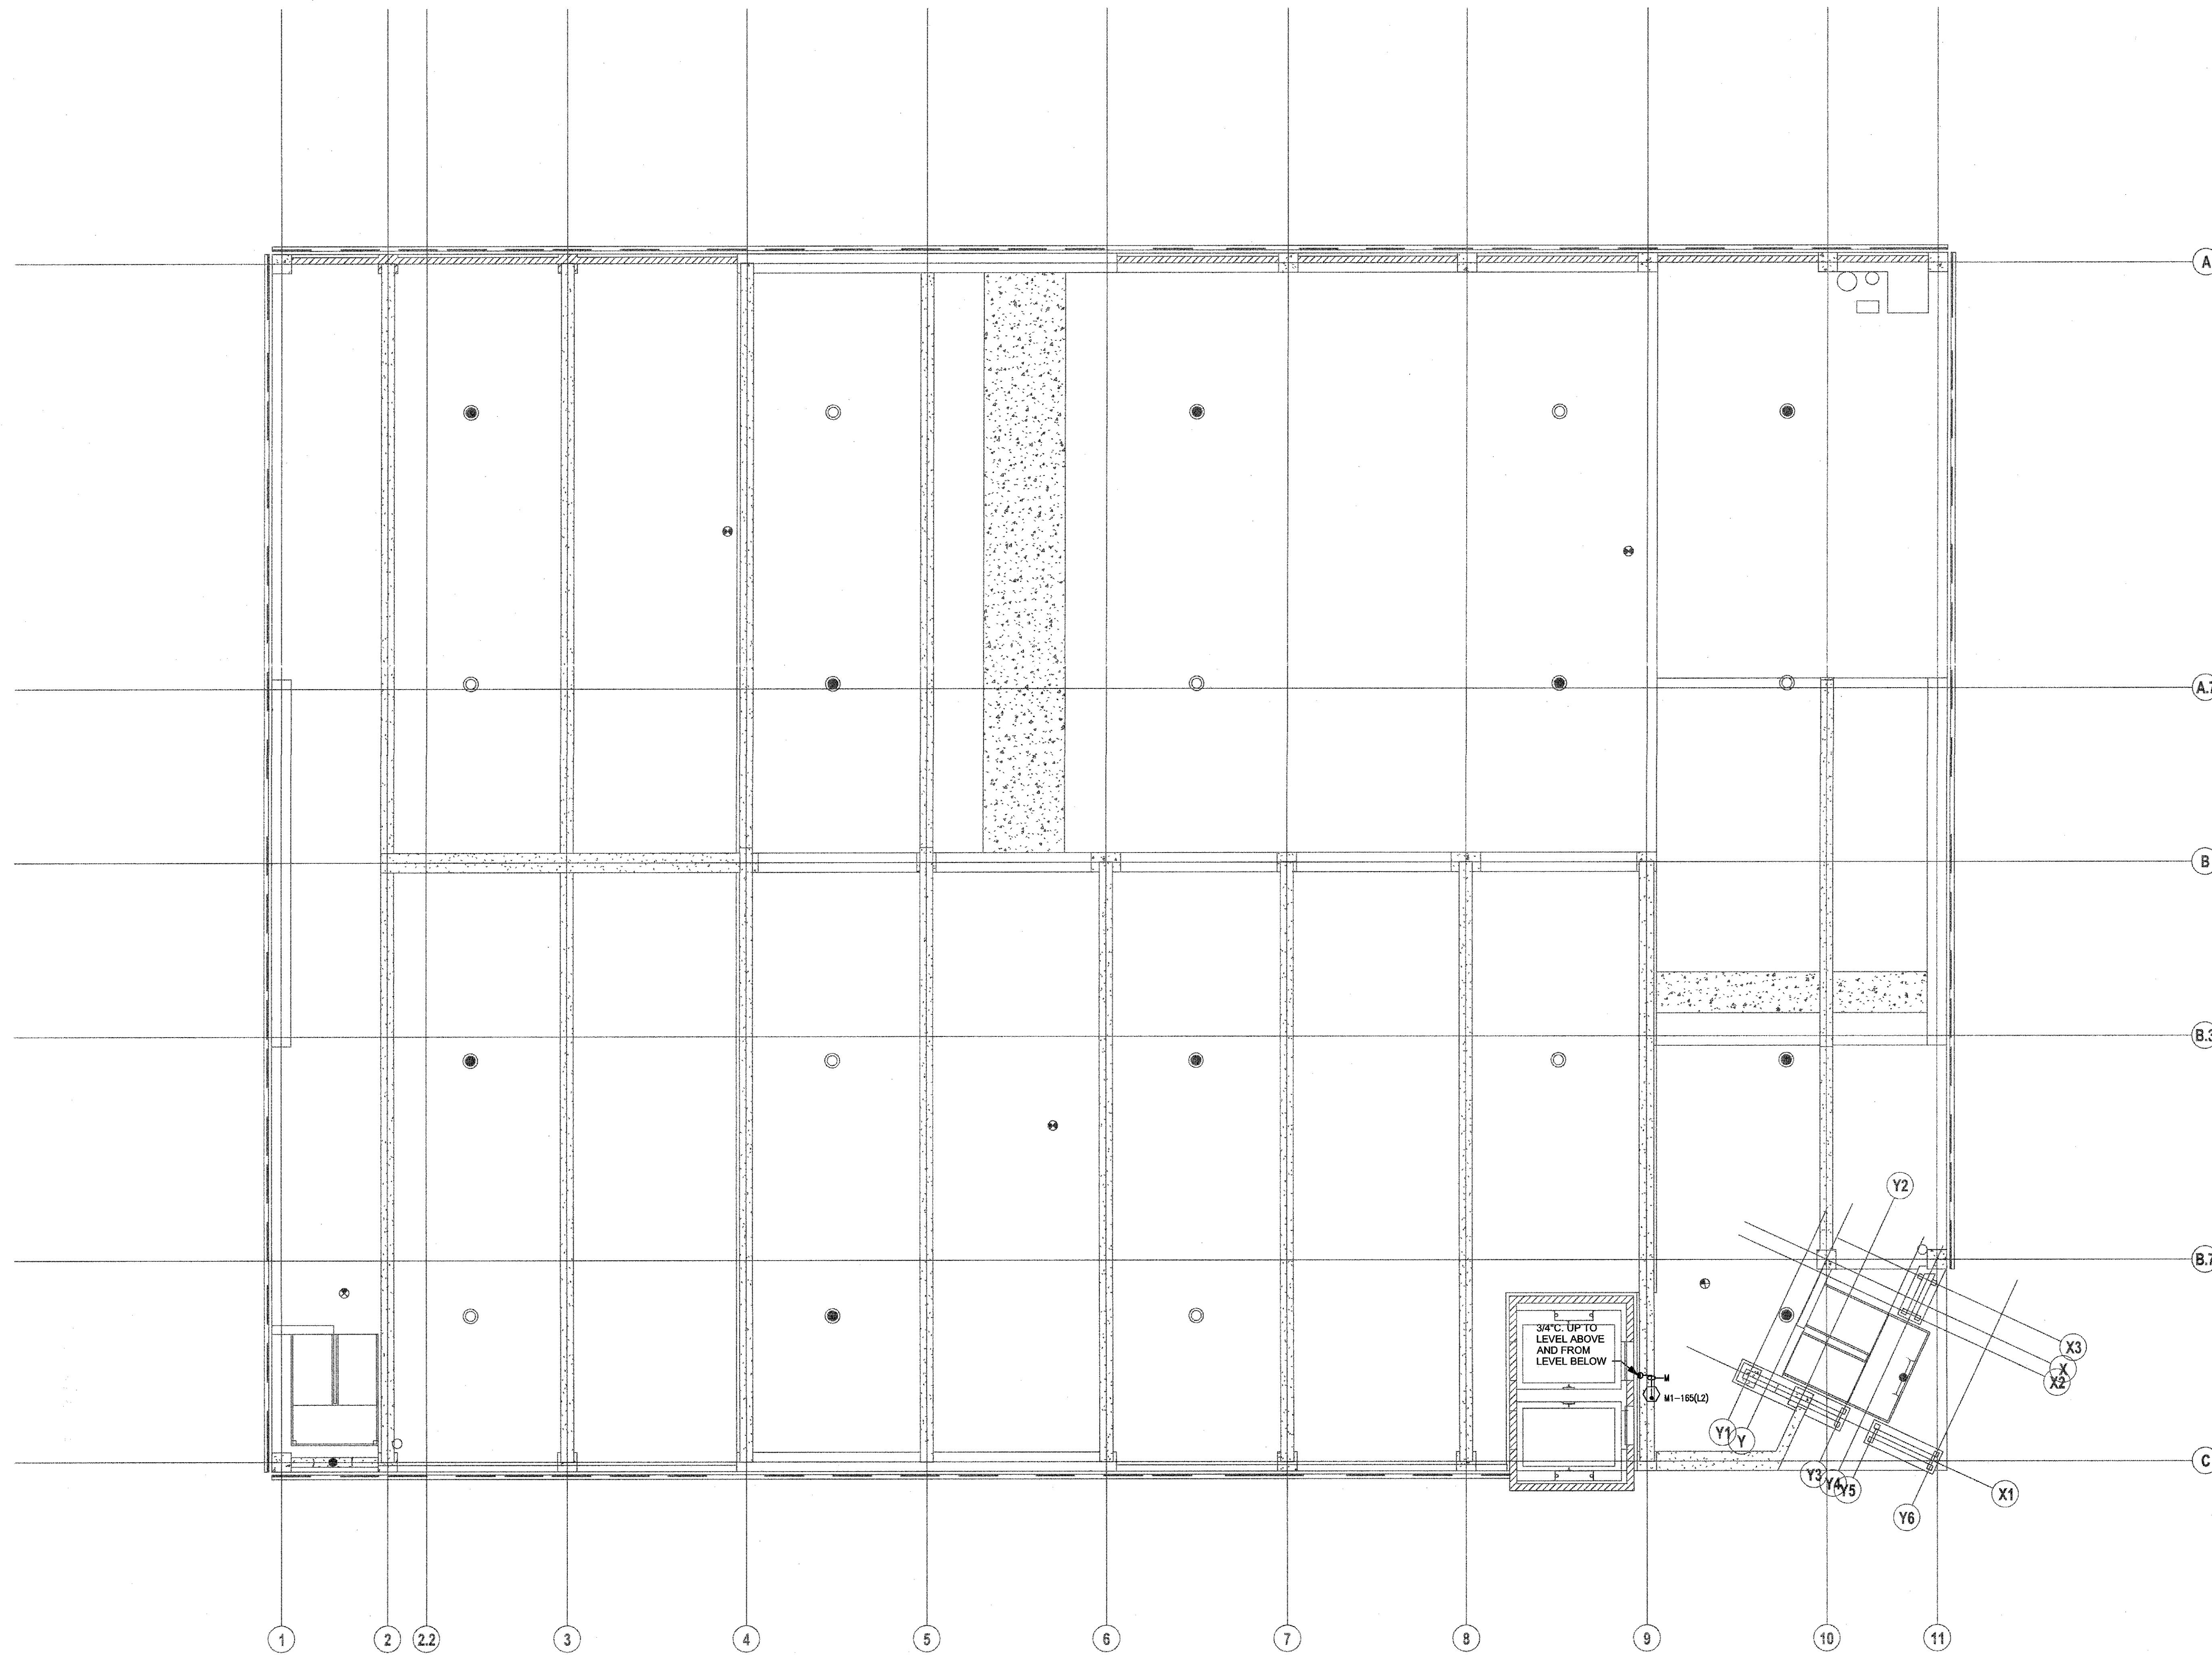 A
A.7
B
B.3
Y2
B.7
3/4"C. UP TO
LEVEL ABOVE
AND FROM
LEVEL BELOW
X3
X
X2
M
M1-165(L2)
Y1
Y
Y3
Y4
Y5
C
X1
Y6
1
2
2.2
3
4
5
6
7
8
9
10
11